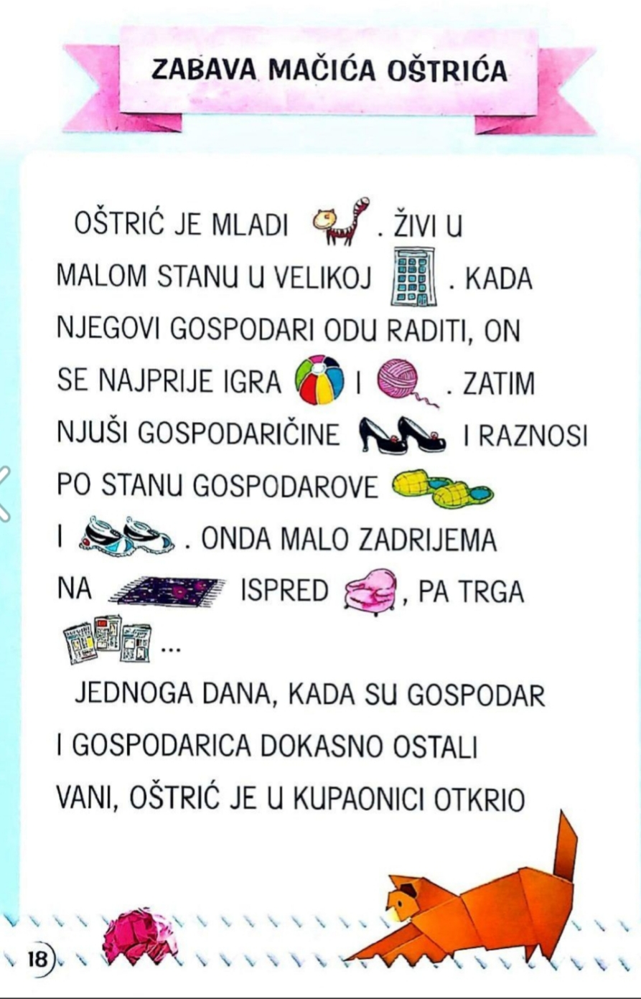 ZABAVA MAČIĆA OŠTRIĆA
OŠTRIĆ JE MLADI . ŽIVI U
MALOM STANU U VELIKOJ . KADA
NJEGOVI GOSPODARI ODU RADITI, ON
SE NAJPRIJE IGRA I . ZATIM
NJUŠI GOSPODARIČINE I RAZNOSI
PO STANU GOSPODAROVE
I . ONDA MALO ZADRIJEMA
NA ISPRED , PA TRGA
...
JEDNOGA DANA, KADA SU GOSPODAR
I GOSPODARICA DOKASNO OSTALI
VANI, OŠTRIĆ JE U KUPAONICI OTKRIO
18